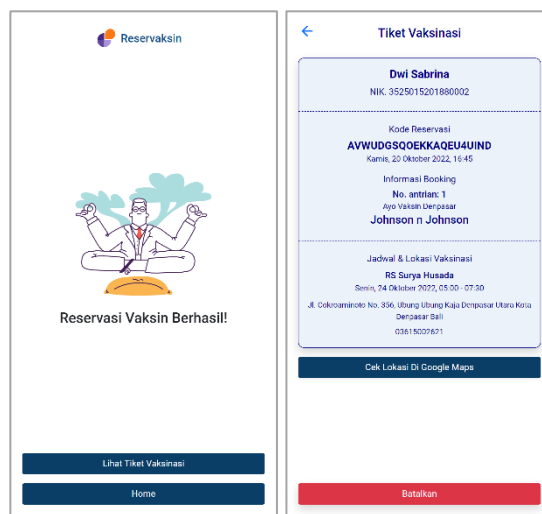 Reservaksin
Reservasi Vaksin Berhasil!
Lihat Tiket Vaksinasi
Home
Tiket Vaksinasi
Dwi Sabrina
NIK. 3525015201880002
Kode Reservasi
AVWUDGSQOEKKAQEU4UIND
Kamis, 20 Oktober 2022, 16:45
Informasi Booking
No. antrian: 1
Ayo Vaksin Denpasar
Johnson n Johnson
Jadwal & Lokasi Vaksinasi
RS Surya Husada
Senin, 24 Oktober 2022, 05:00 - 07:30
Jl. Cokroaminoto No. 356, Ubung Ubung Kaja Denpasar Utara Kota
Denpasar Bali
03615002621
Cek Lokasi Di Google Maps
Batalkan